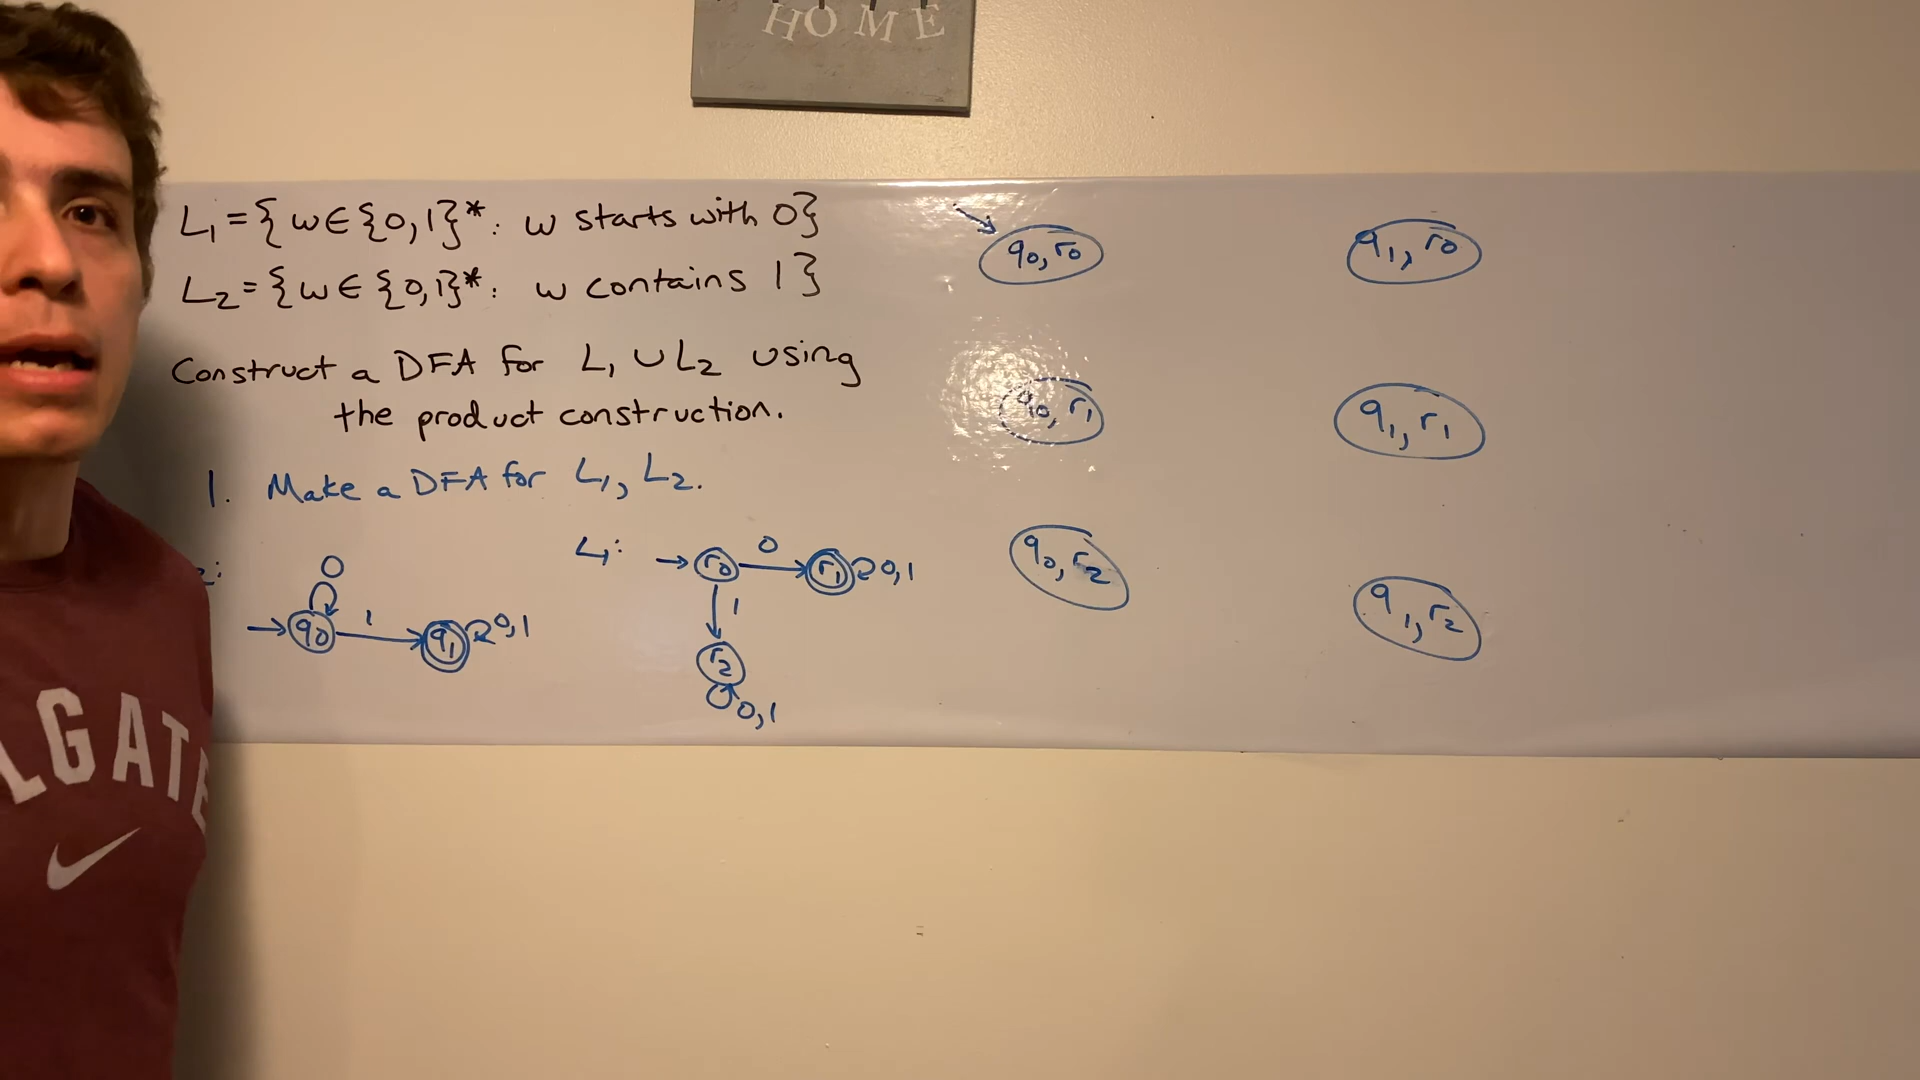 HOME
L₁={w∈{0,1}*: w starts with 0}
L₂={w∈{0,1}*: w contains 1}
Construct a DFA for L₁∪L₂ using
the product construction.
1. Make a DFA for L₁, L₂.
2:
0
q₀
1
q₁
0,1
L₁:
r₀
0
r₁
0,1
1
r₂
0,1
q₀,r₀
q₁,r₀
q₀,r₁
q₁,r₁
q₀,r₂
q₁,r₂
LGATE